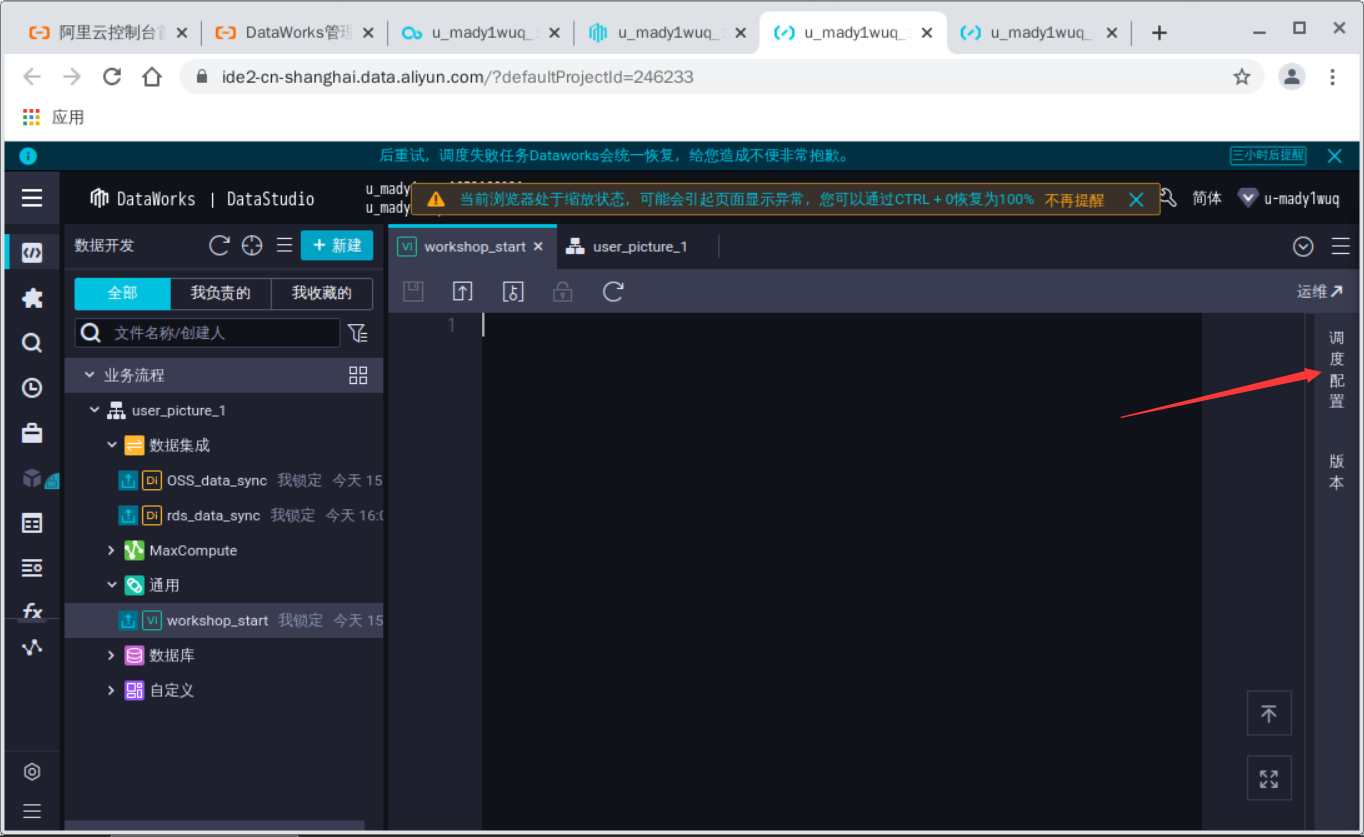 阿里云控制台首
DataWorks管理
u_mady1wuq_
u_mady1wuq_
u_mady1wuq_
u_mady1wuq_
ide2-cn-shanghai.data.aliyun.com/?defaultProjectId=246233
应用
后重试，调度失败任务Dataworks会统一恢复，给您造成不便非常抱歉。
三小时后提醒
DataWorks | DataStudio
u_mady
u_mady
当前浏览器处于缩放状态，可能会引起页面显示异常，您可以通过CTRL + 0恢复为100%
不再提醒
简体
u-mady1wuq
数据开发
+ 新建
Vi workshop_start
user_picture_1
全部
我负责的
我收藏的
运维
文件名称/创建人
1
调度配置
版本
业务流程
user_picture_1
数据集成
Di OSS_data_sync 我锁定 今天 15
Di rds_data_sync 我锁定 今天 16:0
MaxCompute
通用
Vi workshop_start 我锁定 今天 15
数据库
自定义
fx